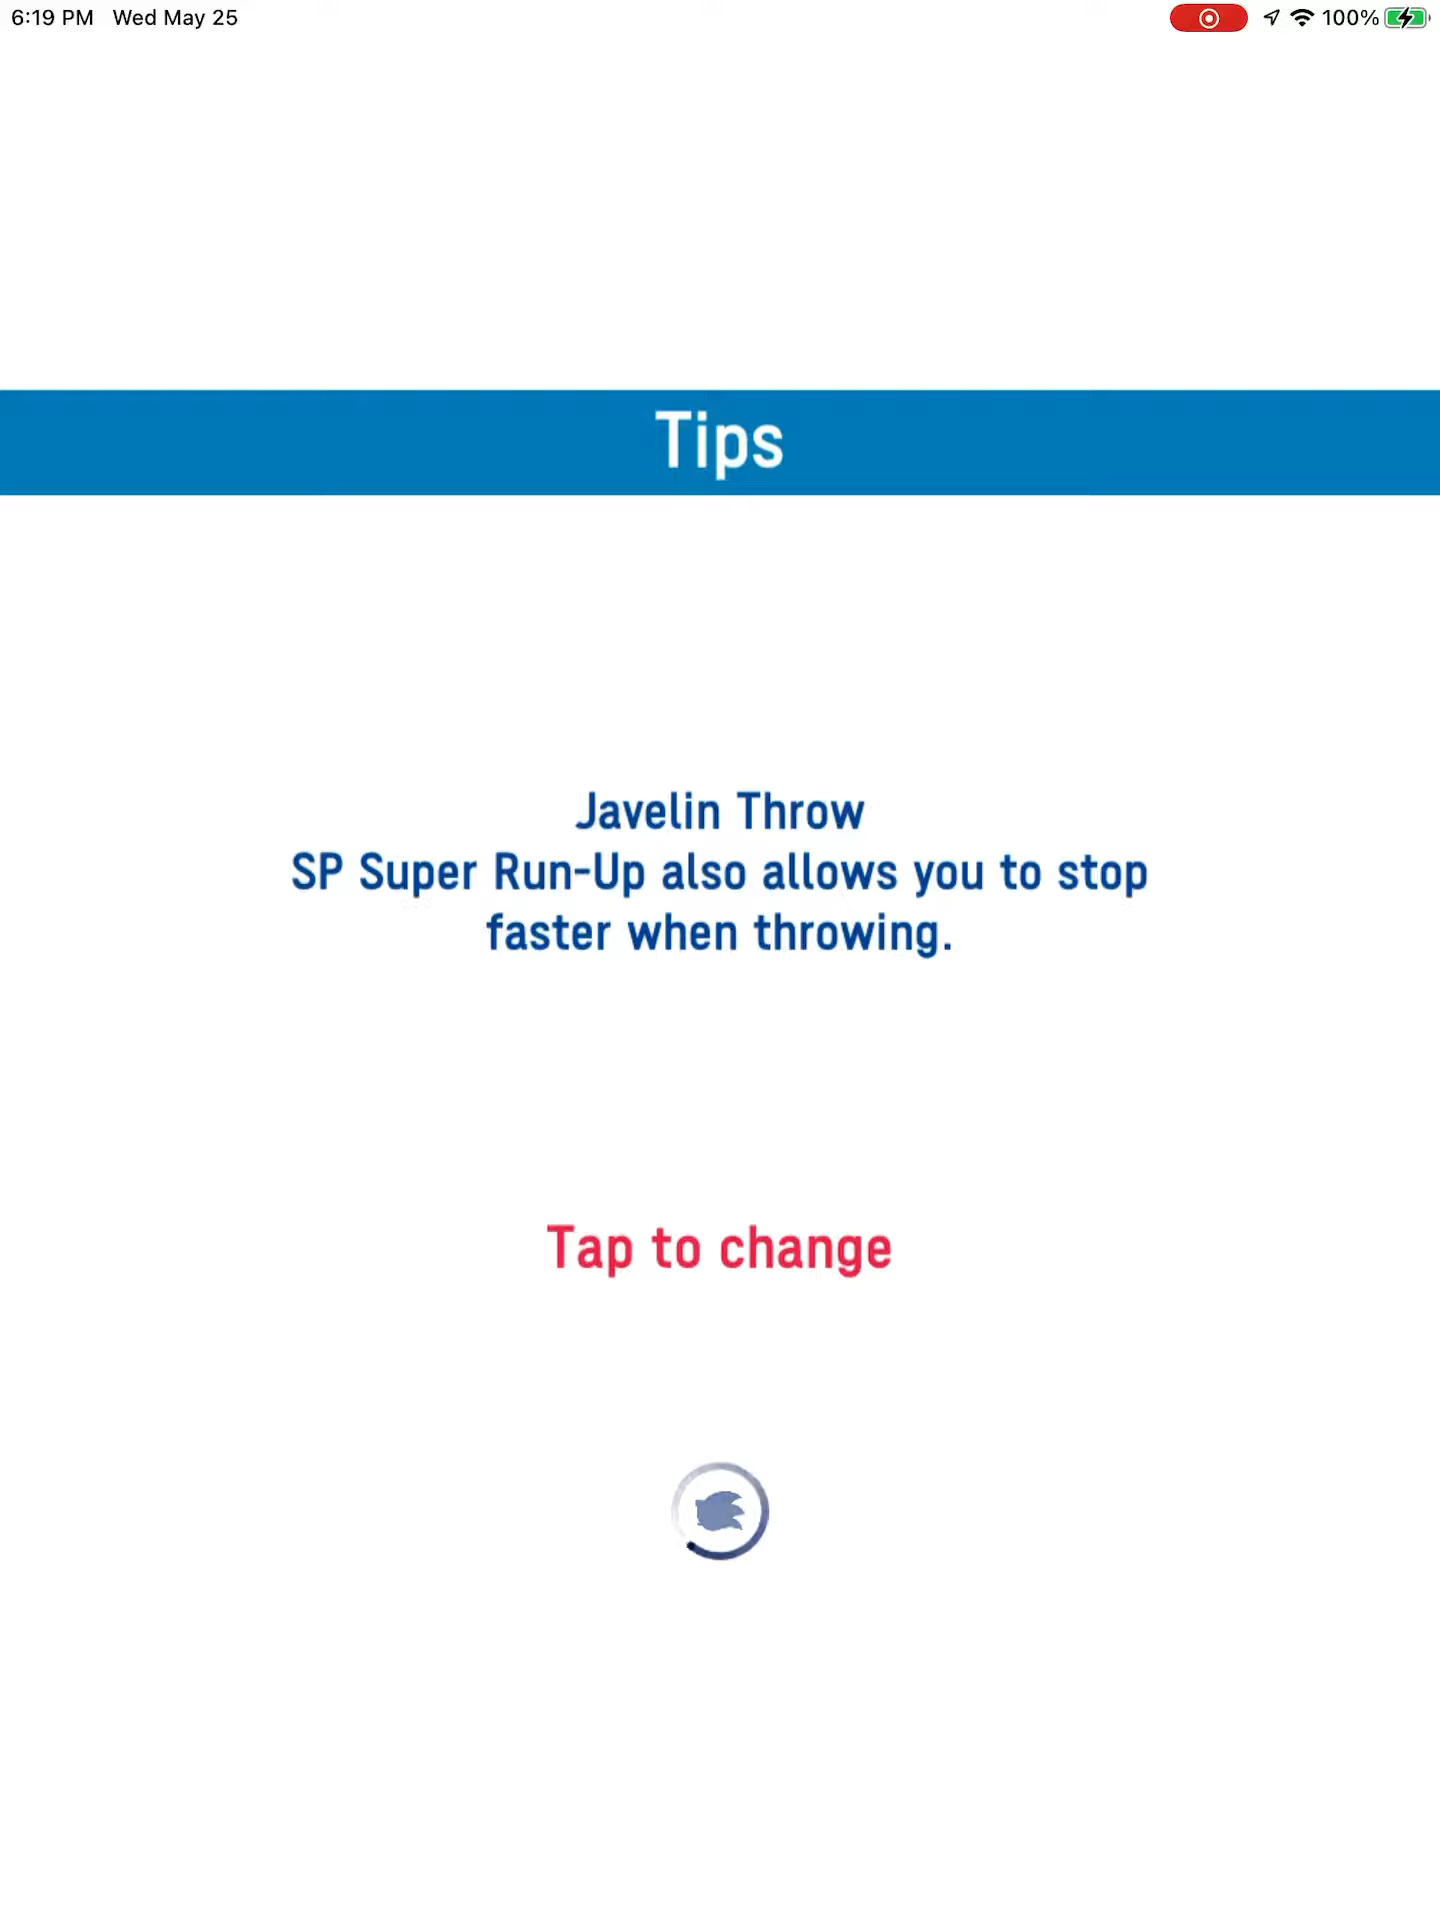 6:19 PM Wed May 25
100%
Tips
Javelin Throw
SP Super Run-Up also allows you to stop
faster when throwing.
Tap to change